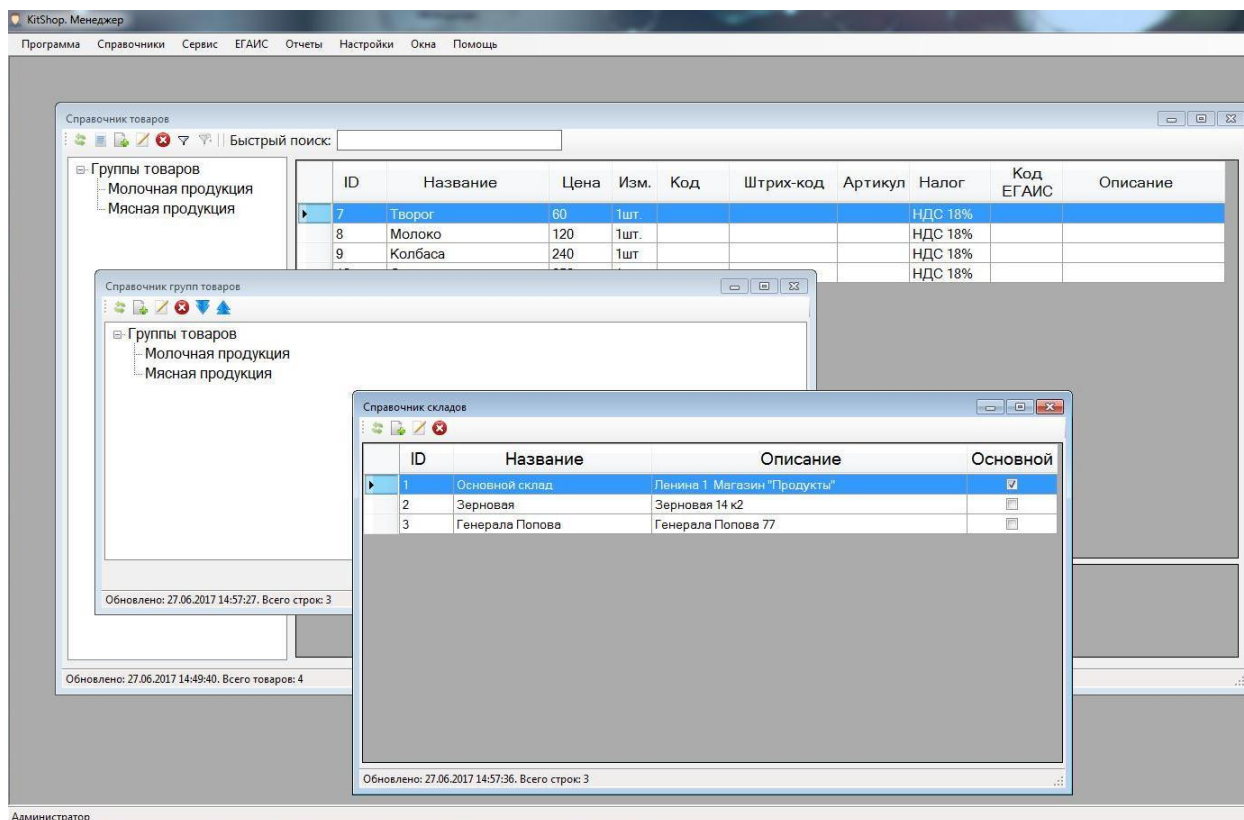 KitShop. Менеджер
Программа Справочники Сервис ЕГАИС Отчеты Настройки Окна Помощь
Справочник товаров
Быстрый поиск:
Группы товаров
Молочная продукция
Мясная продукция
ID Название Цена Изм. Код Штрих-код Артикул Налог Код ЕГАИС Описание
7 Творог 60 1шт. НДС 18%
8 Молоко 120 1шт. НДС 18%
9 Колбаса 240 1шт НДС 18%
НДС 18%
Справочник групп товаров
Группы товаров
Молочная продукция
Мясная продукция
Обновлено: 27.06.2017 14:57:27. Всего строк: 3
Справочник складов
ID Название Описание Основной
1 Основной склад Ленина 1 Магазин "Продукты"
2 Зерновая Зерновая 14 к2
3 Генерала Попова Генерала Попова 77
Обновлено: 27.06.2017 14:57:36. Всего строк: 3
Обновлено: 27.06.2017 14:49:40. Всего товаров: 4
Администратор